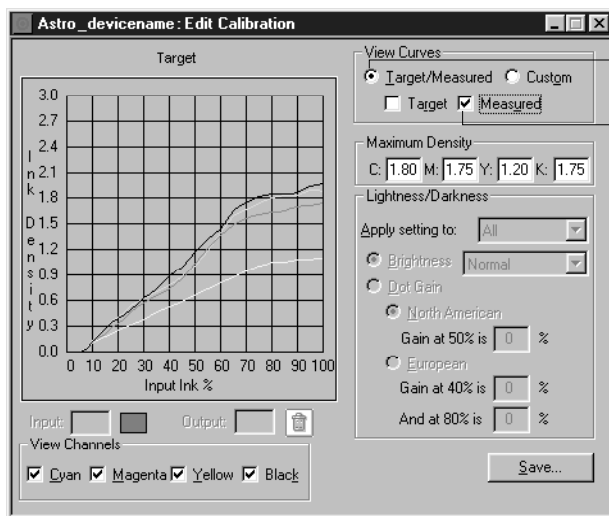 Astro_devicename: Edit Calibration
Target
3.0
2.7
2.4
2.1
1.8
1.5
1.2
0.9
0.6
0.3
0.0
Ink Density
0 10 20 30 40 50 60 70 80 90 100
Input Ink %
Input: Output:
View Channels
Cyan Magenta Yellow Black
View Curves
Target/Measured Custom
Target Measured
Maximum Density
C: 1.80 M: 1.75 Y: 1.20 K: 1.75
Lightness/Darkness
Apply setting to: All
Brightness Normal
Dot Gain
North American
Gain at 50% is 0 %
European
Gain at 40% is 0 %
And at 80% is 0 %
Save...